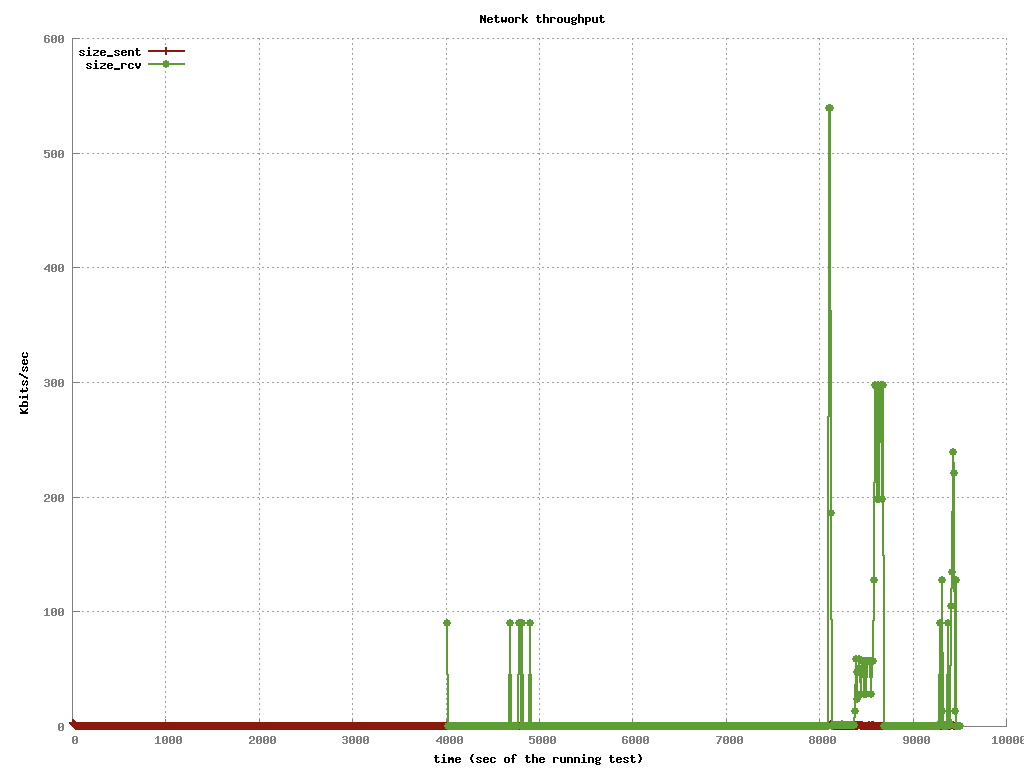 Network throughput
600
size_sent
size_rcv
500
400
Kbits/sec
300
200
100
0
0 1000 2000 3000 4000 5000 6000 7000 8000 9000 10000
time (sec of the running test)